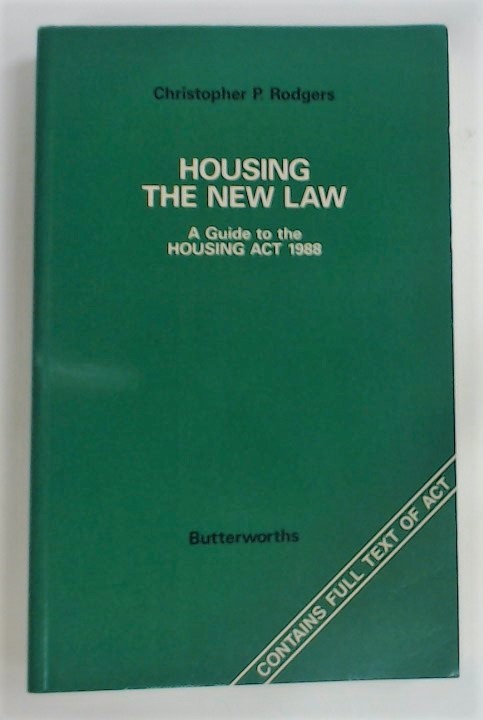 Christopher P. Rodgers
HOUSING
THE NEW LAW
A Guide to the
HOUSING ACT 1988
Butterworths
CONTAINS FULL TEXT OF ACT